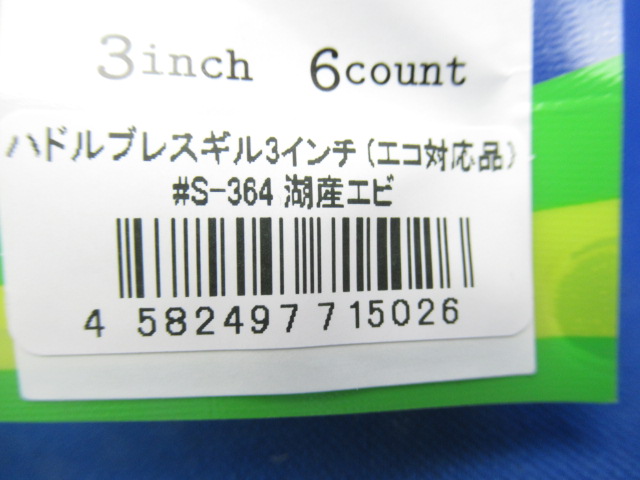 3inch 6count
ハドルブレスギル3インチ(エコ対応品)
#S-364 湖産エビ
4 582497 715026